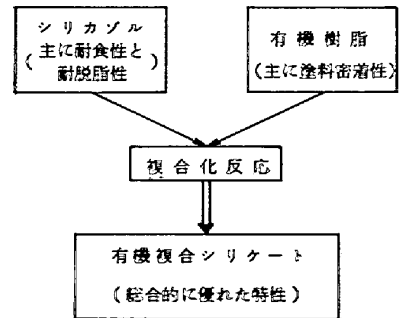 シリカゾル
(主に耐食性と
耐脱脂性)
有機樹脂
(主に塗料密着性)
複合化反応
有機複合シリケート
(総合的に優れた特性)